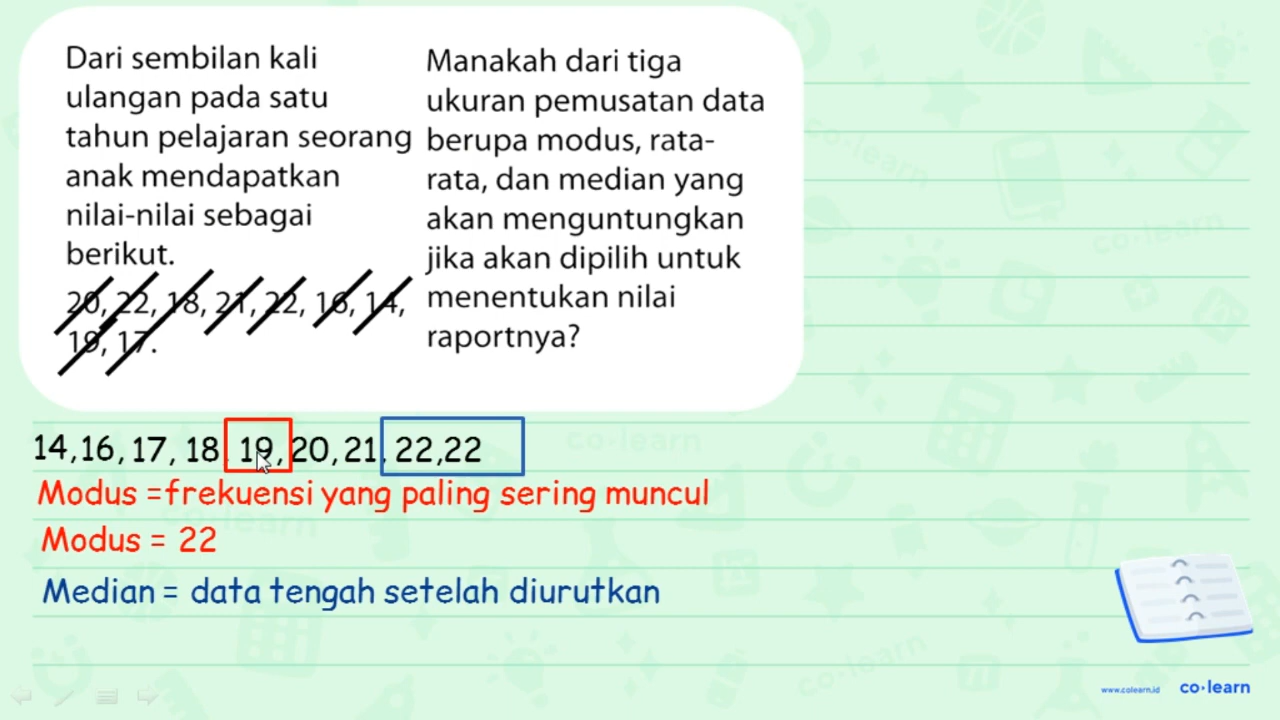 Dari sembilan kali
ulangan pada satu
tahun pelajaran seorang
anak mendapatkan
nilai-nilai sebagai
berikut.
20, 22, 18, 21, 22, 16, 14,
19, 17.
Manakah dari tiga
ukuran pemusatan data
berupa modus, rata-
rata, dan median yang
akan menguntungkan
jika akan dipilih untuk
menentukan nilai
raportnya?
14, 16, 17, 18, 19, 20, 21, 22,22
Modus =frekuensi yang paling sering muncul
Modus = 22
Median = data tengah setelah diurutkan
www.colearn.id
co·learn